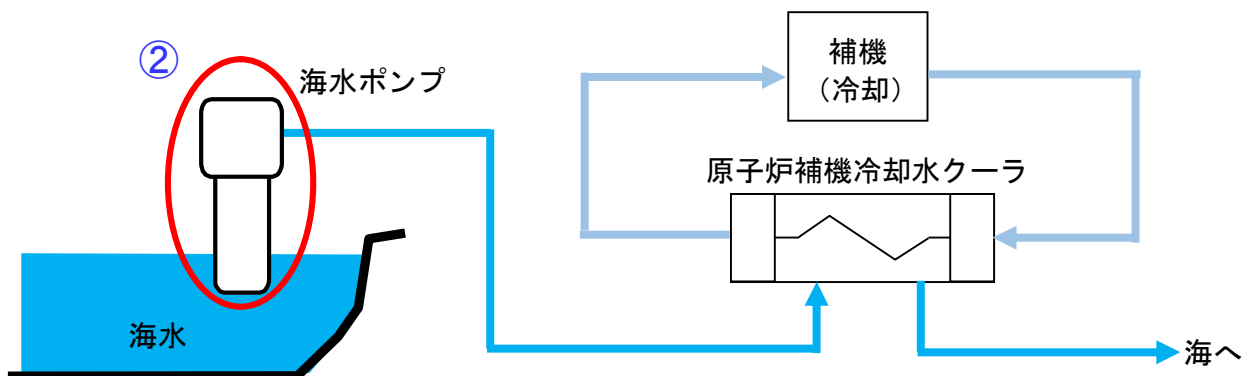 ②
海水ポンプ
補機
（冷却）
原子炉補機冷却水クーラ
海水
海へ